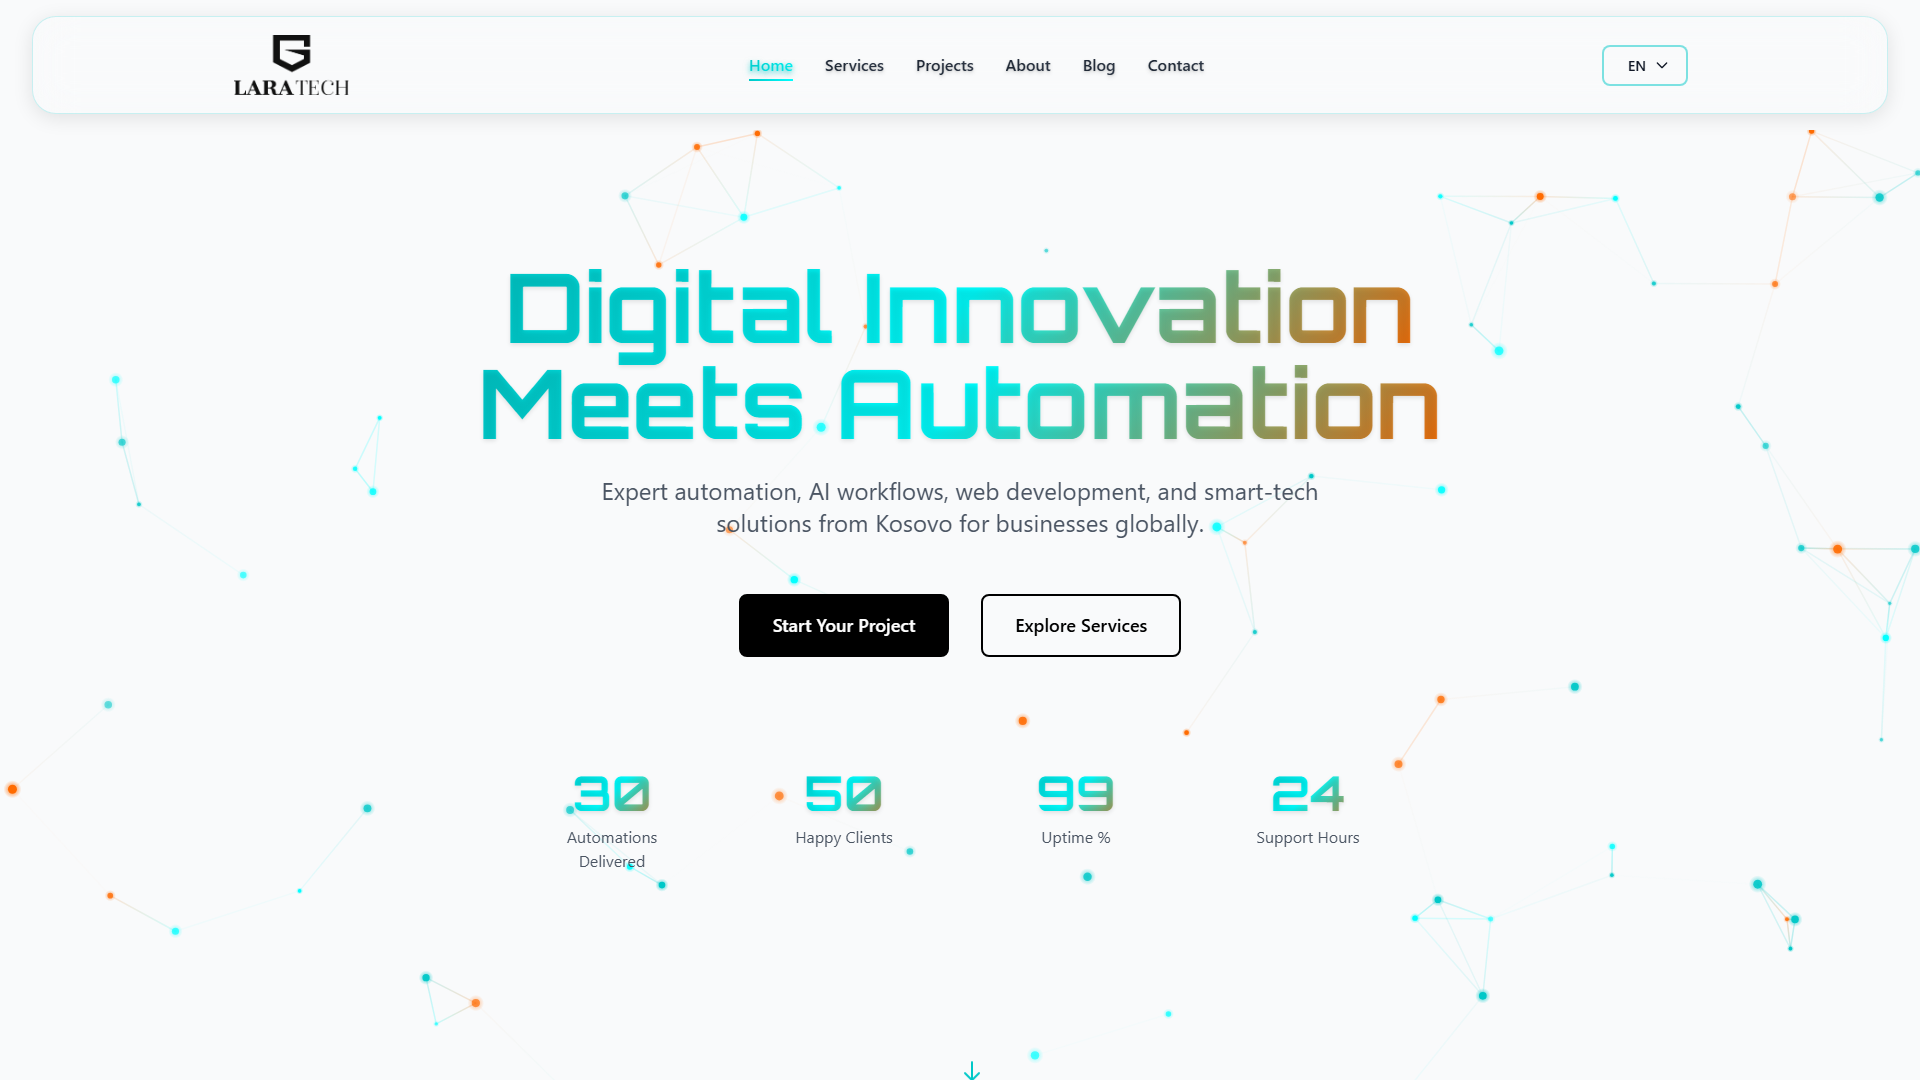 LARATECH
Home
Services
Projects
About
Blog
Contact
EN
Digital Innovation
Meets Automation
Expert automation, AI workflows, web development, and smart-tech
solutions from Kosovo for businesses globally.
Start Your Project
Explore Services
30
Automations
Delivered
50
Happy Clients
99
Uptime %
24
Support Hours